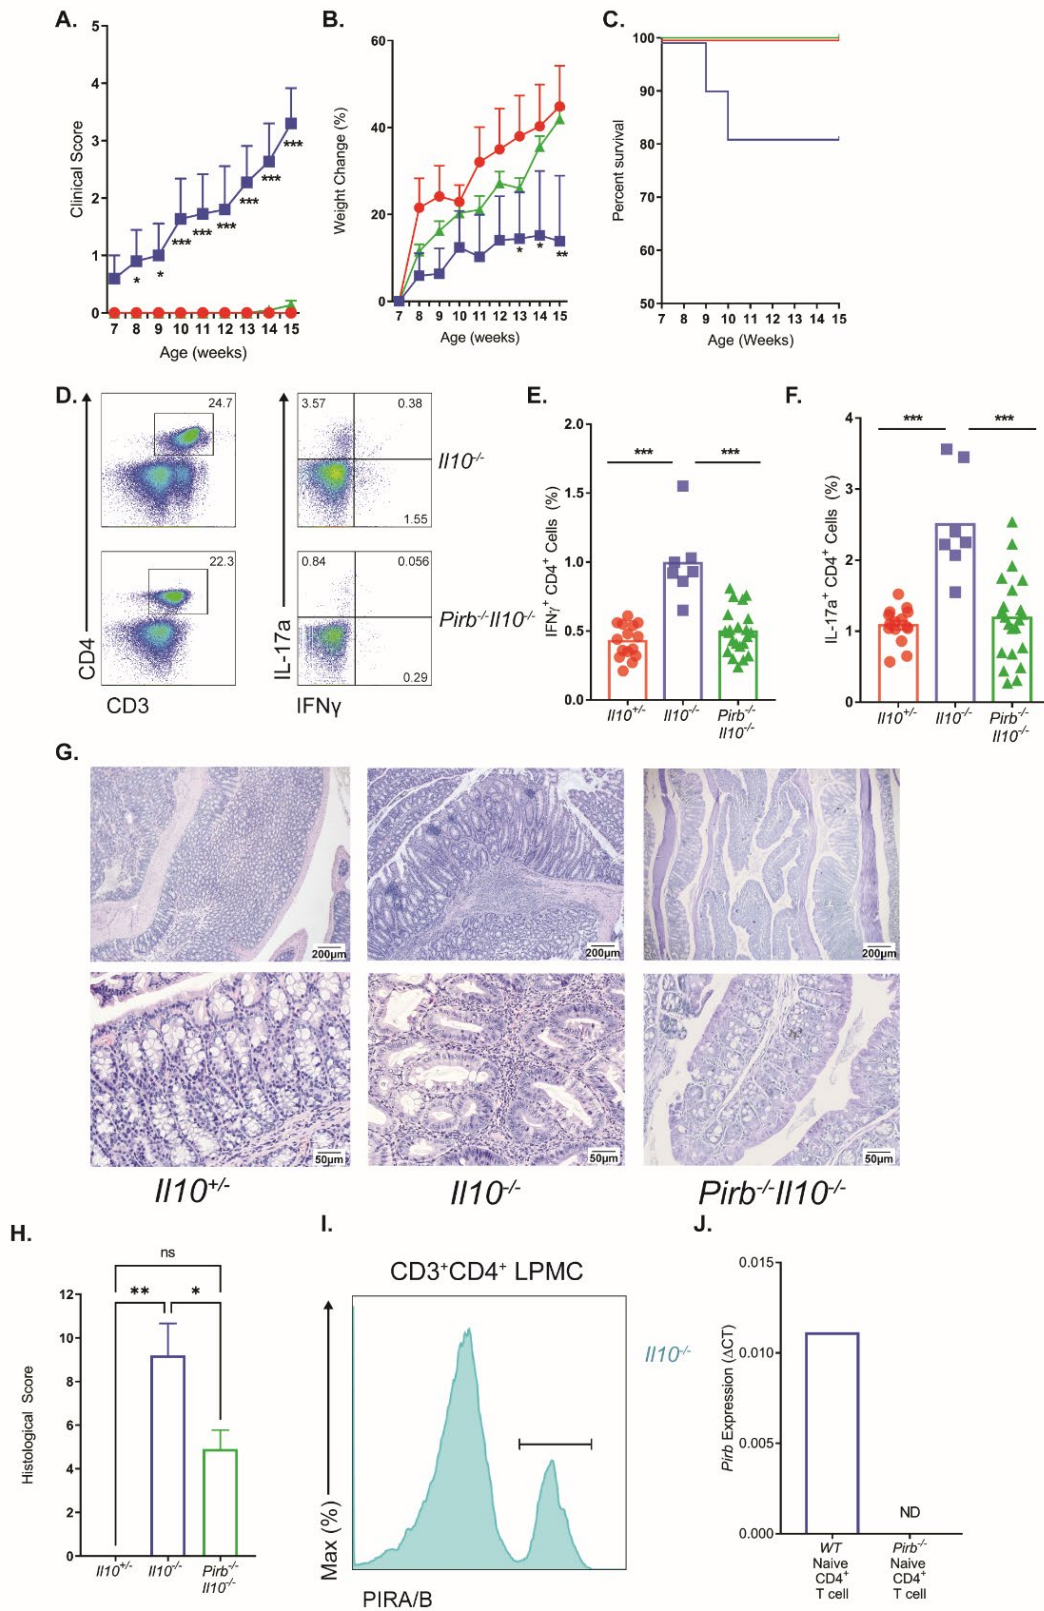 A.
B.
C.
5
4
3
2
1
0
Clinical Score
*
*
***
***
***
***
***
***
7 8 9 10 11 12 13 14 15
Age (weeks)
60
40
20
0
Weight Change (%)
*
*
**
7 8 9 10 11 12 13 14 15
Age (weeks)
100
90
80
70
60
50
Percent survival
7 8 9 10 11 12 13 14 15
Age (Weeks)
D.
24.7
3.57 0.38
1.55
Il10-/-
22.3
0.84 0.056
0.29
Pirb-/-Il10-/-
CD4
CD3
IL-17a
IFNγ
E.
2.0
1.5
1.0
0.5
0.0
IFNγ+ CD4+ Cells (%)
*** ***
Il10+/- Il10-/- Pirb-/-
Il10-/-
F.
4
3
2
1
0
IL-17a+ CD4+ Cells (%)
*** ***
Il10+/- Il10-/- Pirb-/-
Il10-/-
G.
200µm
200µm
200µm
50µm
50µm
50µm
Il10+/-
Il10-/-
Pirb-/-Il10-/-
H.
ns
** *
12
10
8
6
4
2
0
Histological Score
Il10+/- Il10-/- Pirb-/-
Il10-/-
I.
CD3+CD4+ LPMC
Max (%)
PIRA/B
Il10-/-
J.
0.015
0.010
0.005
0.000
Pirb Expression (ΔCT)
ND
WT
Naive
CD4+
T cell
Pirb-/-
Naive
CD4+
T cell